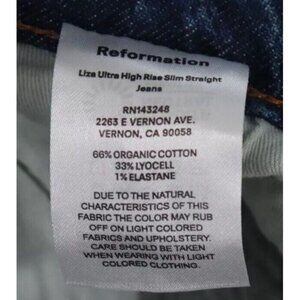 Reformation
Liza Ultra High Rise Slim Straight
Jeans
RN143248
2263 E VERNON AVE.
VERNON, CA 90058
66% ORGANIC COTTON
33% LYOCELL
1% ELASTANE
DUE TO THE NATURAL
CHARACTERISTICS OF THIS
FABRIC THE COLOR MAY RUB
OFF ON LIGHT COLORED
FABRICS AND UPHOLSTERY.
CARE SHOULD BE TAKEN
WHEN WEARING WITH LIGHT
COLORED CLOTHING.